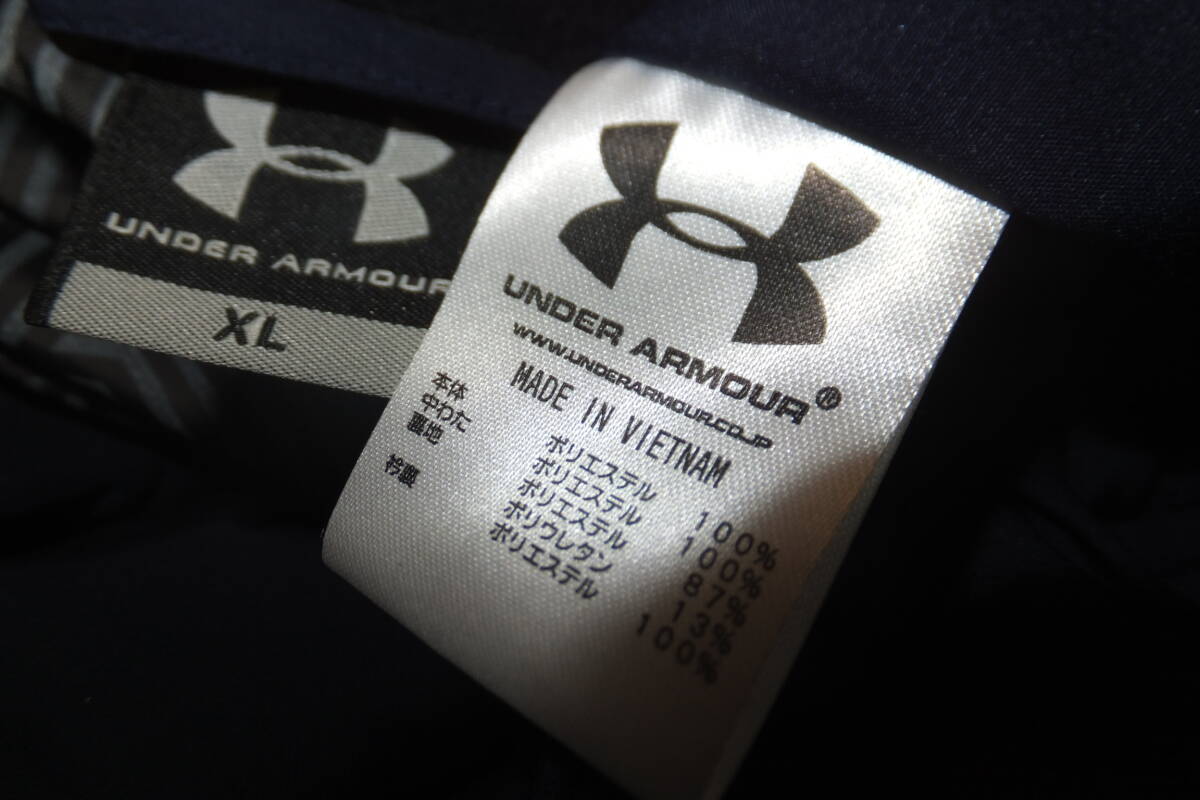 UNDER ARMOUR
XL
UNDER ARMOUR®
WWW.UNDERARMOUR.CO.JP
MADE IN VIETNAM
本体 ポリエステル 100%
中わた ポリエステル 100%
裏地 ポリエステル 87%
ポリウレタン 13%
衿裏 ポリエステル 100%